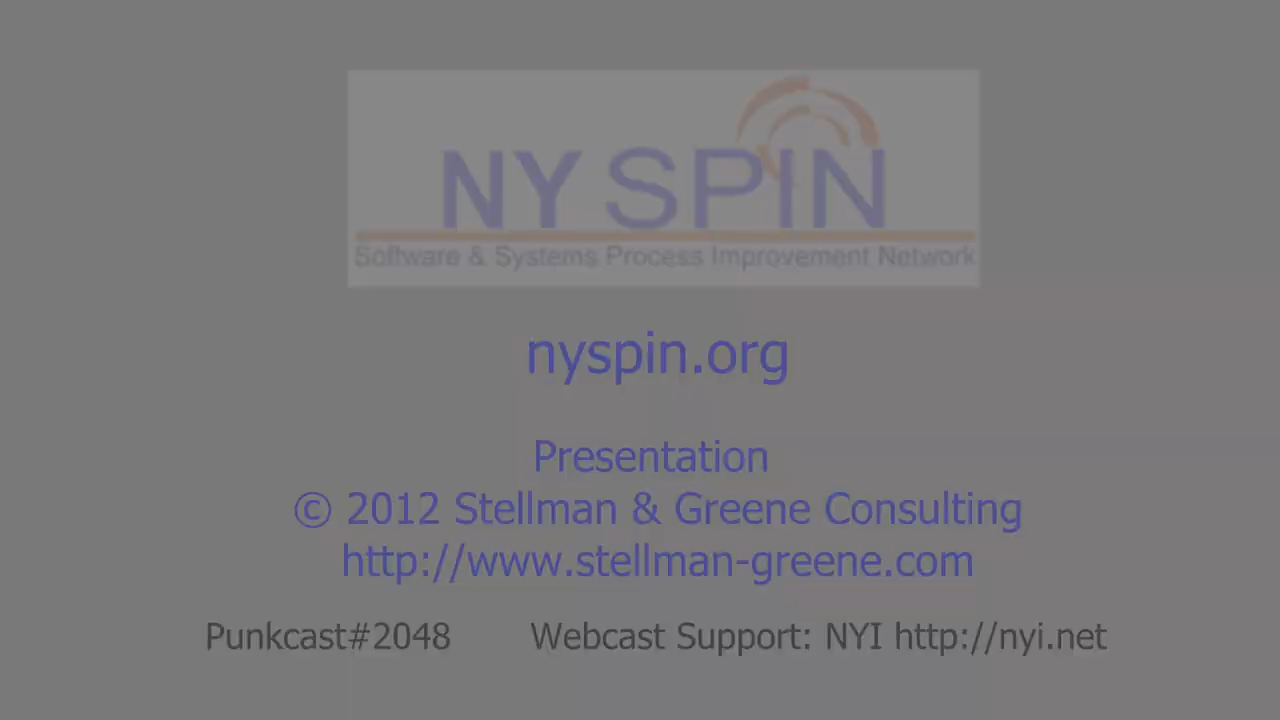 NY SPIN
Software & Systems Process Improvement Network
nyspin.org
Presentation
© 2012 Stellman & Greene Consulting
http://www.stellman-greene.com
Punkcast#2048 Webcast Support: NYI http://nyi.net